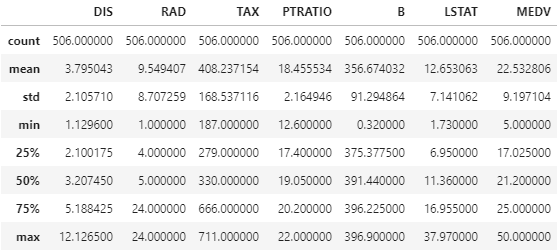 DIS RAD TAX PTRATIO B LSTAT MEDV
count 506.000000 506.000000 506.000000 506.000000 506.000000 506.000000 506.000000
mean 3.795043 9.549407 408.237154 18.455534 356.674032 12.653063 22.532806
std 2.105710 8.707259 168.537116 2.164946 91.294864 7.141062 9.197104
min 1.129600 1.000000 187.000000 12.600000 0.320000 1.730000 5.000000
25% 2.100175 4.000000 279.000000 17.400000 375.377500 6.950000 17.025000
50% 3.207450 5.000000 330.000000 19.050000 391.440000 11.360000 21.200000
75% 5.188425 24.000000 666.000000 20.200000 396.225000 16.955000 25.000000
max 12.126500 24.000000 711.000000 22.000000 396.900000 37.970000 50.000000